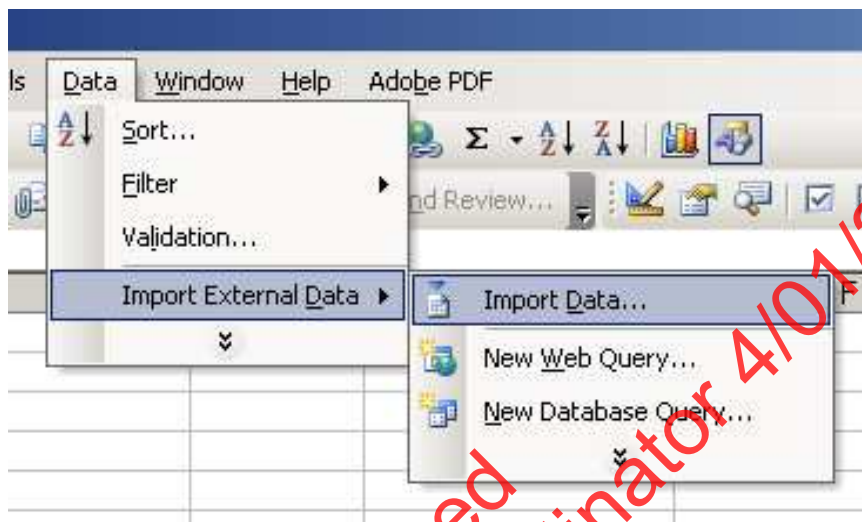 ls Data Window Help Adobe PDF
Sort...
Filter
nd Review...
Validation...
Import External Data
Import Data...
F
New Web Query...
New Database Query...
ed
inator 4/01/